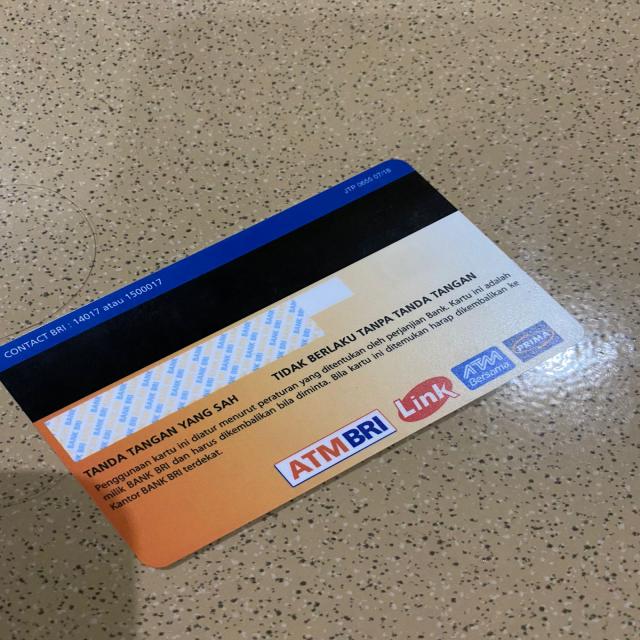 JTP 0655 07/18
CONTACT BRI : 14017 atau 1500017
TANDA TANGAN YANG SAH TIDAK BERLAKU TANPA TANDA TANGAN
Penggunaan kartu ini diatur menurut peraturan yang ditentukan oleh perjanjian Bank. Kartu ini adalah
milik BANK BRI dan harus dikembalikan bila diminta. Bila kartu ini ditemukan harap dikembalikan ke
Kantor BANK BRI terdekat.
ATM BRI
Link
ATM
Bersama
PRIMA